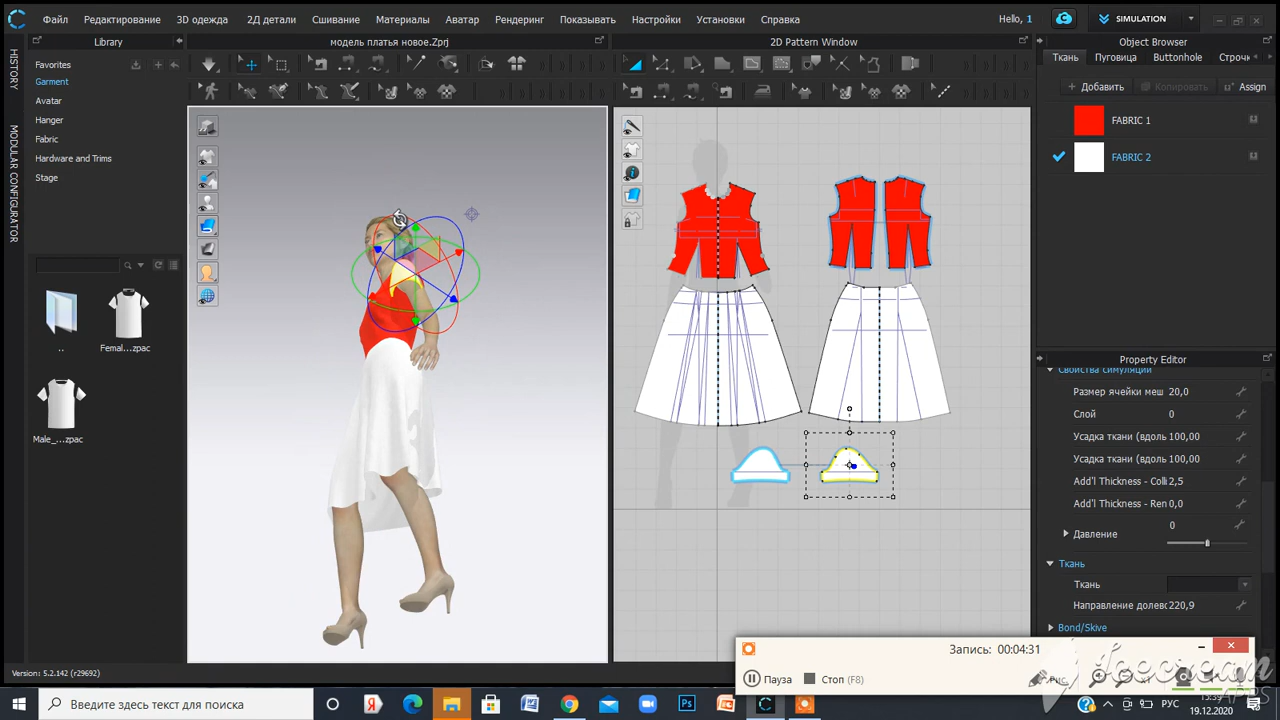 Файл Редактирование 3D одежда 2Д детали Сшивание Материалы Аватар Рендеринг Показывать Настройки Установки Справка
Hello, 1
SIMULATION
Library
модель платья новое.Zprj
2D Pattern Window
Object Browser
HISTORY
MODULAR CONFIGURATOR
Favorites
Garment
Avatar
Hanger
Fabric
Hardware and Trims
Stage
..
Femal...zpac
Male_...zpac
Ткань Пуговица Buttonhole Строч
+ Добавить Копировать Assign
FABRIC 1
FABRIC 2
Property Editor
Свойства симуляции
Размер ячейки меш 20,0
Слой 0
Усадка ткани (вдоль 100,00
Усадка ткани (вдоль 100,00
Add'l Thickness - Colli 2,5
Add'l Thickness - Ren 0,0
Давление 0
Ткань
Ткань
Направление долевс 220,9
Bond/Skive
Запись: 00:04:31
Пауза Стоп (F8)
Рис
Icecream
APPS
Version: 5.2.142 (r29692)
Введите здесь текст для поиска
РУС
19.12.2020